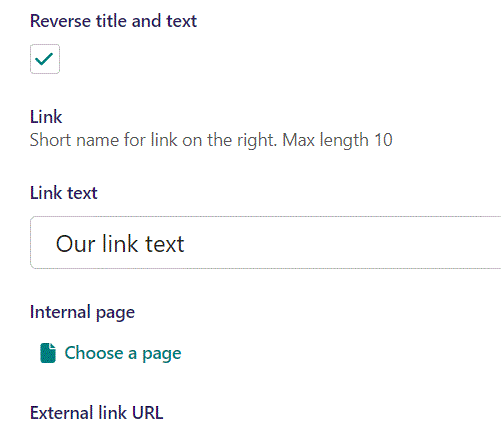 Reverse title and text
Link
Short name for link on the right. Max length 10
Link text
Our link text
Internal page
Choose a page
External link URL